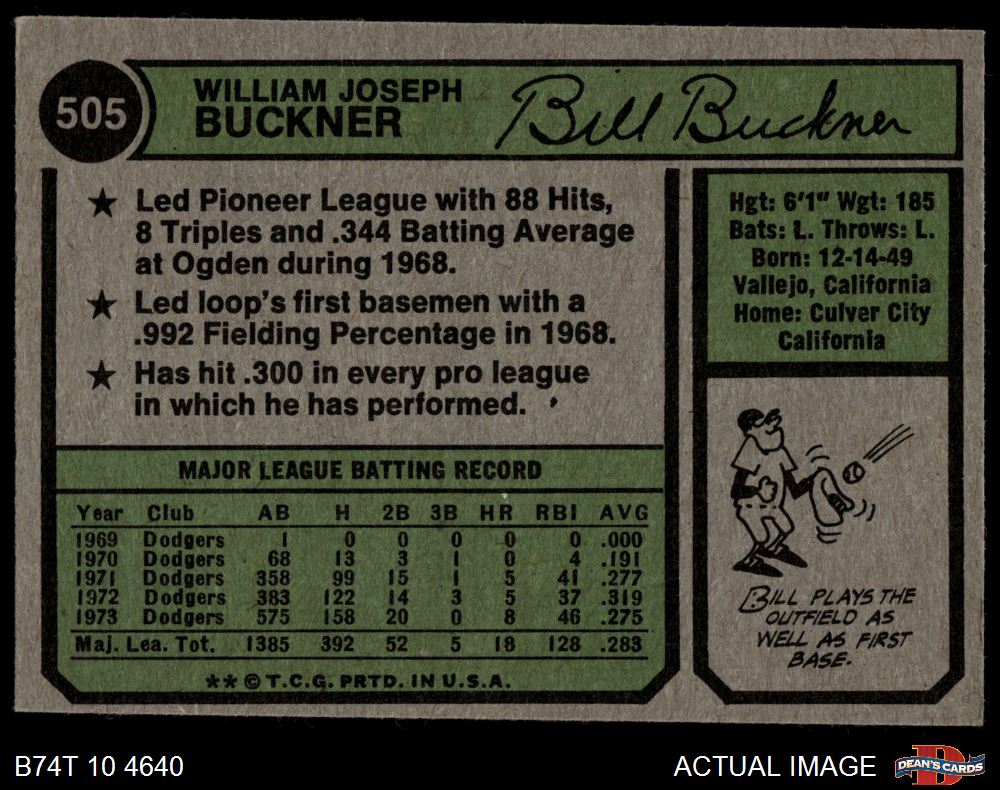 505
WILLIAM JOSEPH
BUCKNER
Bill Buckner
★ Led Pioneer League with 88 Hits,
8 Triples and .344 Batting Average
at Ogden during 1968.
★ Led loop's first basemen with a
.992 Fielding Percentage in 1968.
★ Has hit .300 in every pro league
in which he has performed.
Hgt: 6'1" Wgt: 185
Bats: L. Throws: L.
Born: 12-14-49
Vallejo, California
Home: Culver City
California
MAJOR LEAGUE BATTING RECORD
Year Club AB H 2B 3B HR RBI AVG
1969 Dodgers 1 0 0 0 0 0 .000
1970 Dodgers 68 13 3 1 0 4 .191
1971 Dodgers 358 99 15 1 5 41 .277
1972 Dodgers 383 122 14 3 5 37 .319
1973 Dodgers 575 158 20 0 8 46 .275
Maj. Lea. Tot. 1385 392 52 5 18 128 .283
** © T.C.G. PRTD. IN U.S.A.
BILL PLAYS THE
OUTFIELD AS
WELL AS FIRST
BASE.
B74T 10 4640
ACTUAL IMAGE
DEAN'S CARDS